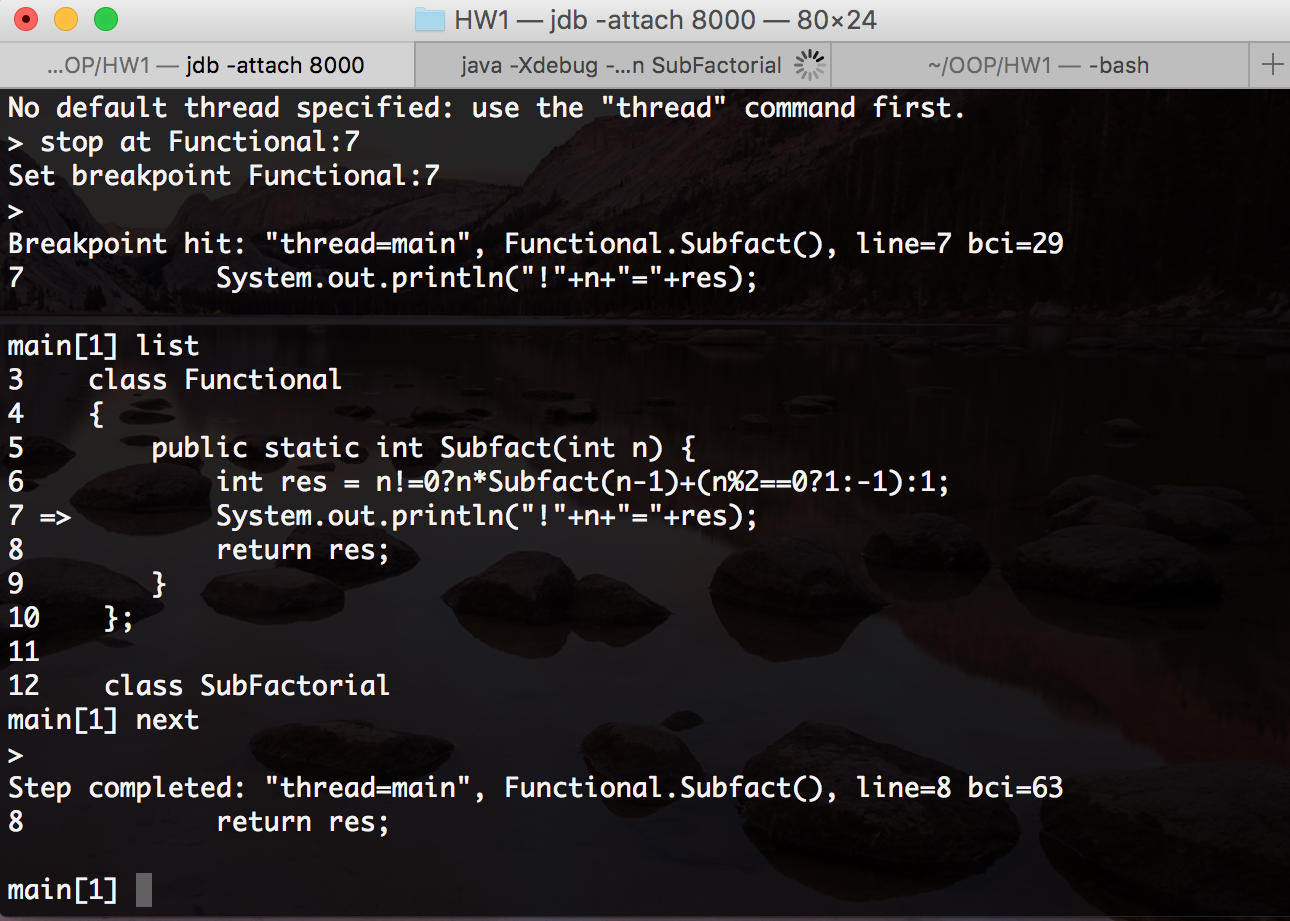 HW1 — jdb -attach 8000 — 80×24
...OP/HW1 — jdb -attach 8000
java -Xdebug -...n SubFactorial
~/OOP/HW1 — -bash
No default thread specified: use the "thread" command first.
> stop at Functional:7
Set breakpoint Functional:7
>
Breakpoint hit: "thread=main", Functional.Subfact(), line=7 bci=29
7            System.out.println("!"+n+"="+res);
main[1] list
3    class Functional
4    {
5        public static int Subfact(int n) {
6            int res = n!=0?n*Subfact(n-1)+(n%2==0?1:-1):1;
7 =>         System.out.println("!"+n+"="+res);
8            return res;
9        }
10    };
11
12    class SubFactorial
main[1] next
>
Step completed: "thread=main", Functional.Subfact(), line=8 bci=63
8            return res;
main[1]